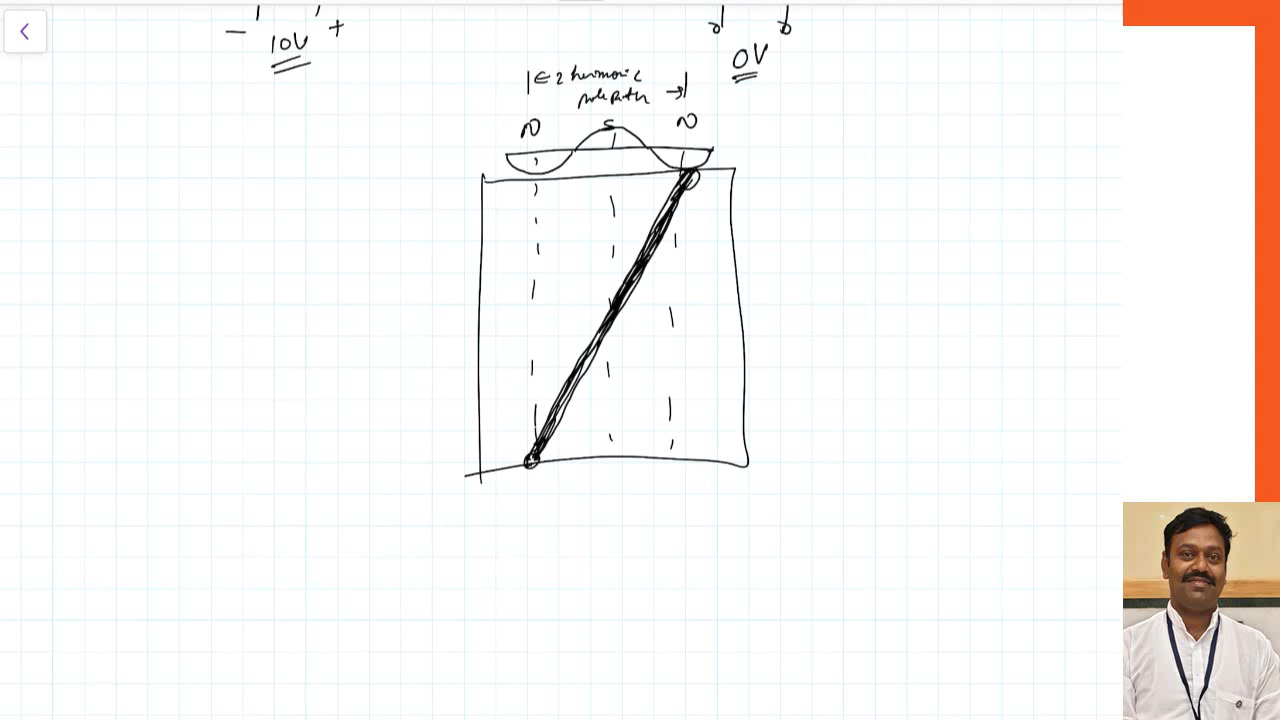 - 10V +
a b
0V
|← 2 harmonic
pole pitch →|
N S N